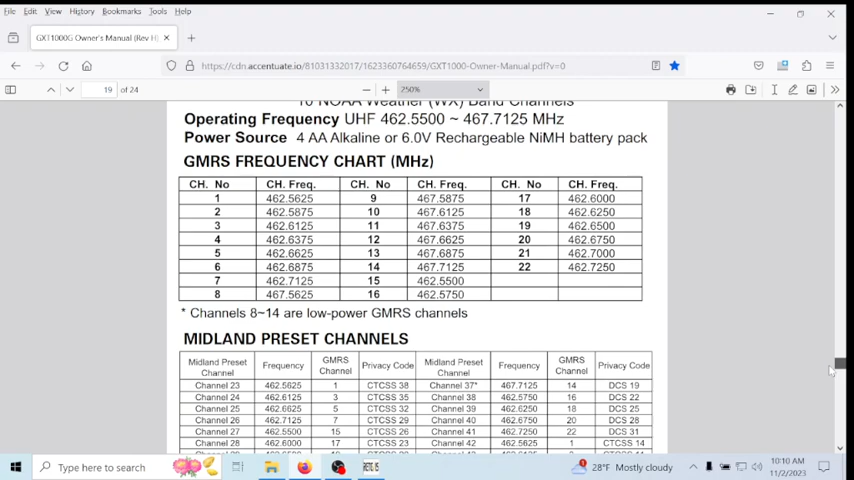 File Edit View History Bookmarks Tools Help
GXT1000G Owner's Manual (Rev H)
https://cdn.accentuate.io/81031332017/1623360764659/GXT1000-Owner-Manual.pdf?v=0
19 of 24
250%
10 NOAA Weather (WX) Band Channels
Operating Frequency UHF 462.5500 ~ 467.7125 MHz
Power Source 4 AA Alkaline or 6.0V Rechargeable NiMH battery pack
GMRS FREQUENCY CHART (MHz)
CH. No CH. Freq. CH. No CH. Freq. CH. No CH. Freq.
1 462.5625 9 467.5875 17 462.6000
2 462.5875 10 467.6125 18 462.6250
3 462.6125 11 467.6375 19 462.6500
4 462.6375 12 467.6625 20 462.6750
5 462.6625 13 467.6875 21 462.7000
6 462.6875 14 467.7125 22 462.7250
7 462.7125 15 462.5500
8 467.5625 16 462.5750
* Channels 8~14 are low-power GMRS channels
MIDLAND PRESET CHANNELS
Midland Preset Channel Frequency GMRS Channel Privacy Code Midland Preset Channel Frequency GMRS Channel Privacy Code
Channel 23 462.5625 1 CTCSS 38 Channel 37* 467.7125 14 DCS 19
Channel 24 462.6125 3 CTCSS 35 Channel 38 462.5750 16 DCS 22
Channel 25 462.6625 5 CTCSS 32 Channel 39 462.6250 18 DCS 25
Channel 26 462.7125 7 CTCSS 29 Channel 40 462.6750 20 DCS 28
Channel 27 462.5500 15 CTCSS 26 Channel 41 462.7250 22 DCS 31
Channel 28 462.6000 17 CTCSS 23 Channel 42 462.5625 1 CTCSS 14
Type here to search
28°F Mostly cloudy
10:10 AM
11/2/2023